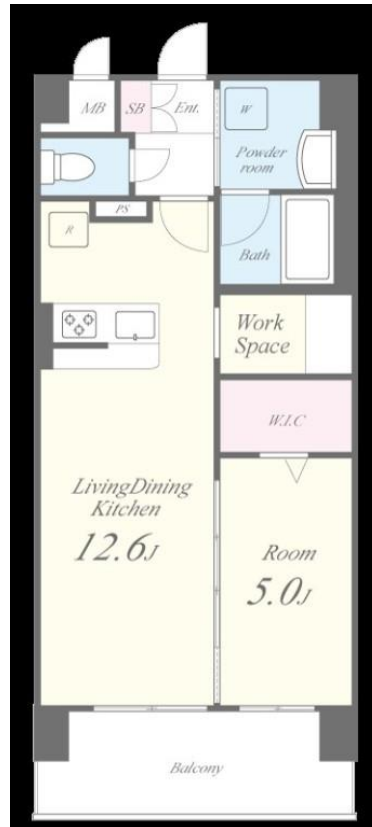 MB
SB
Ent.
W
Powder
room
PS
R
Bath
Work
Space
W.I.C
LivingDining
Kitchen
12.6J
Room
5.0J
Balcony